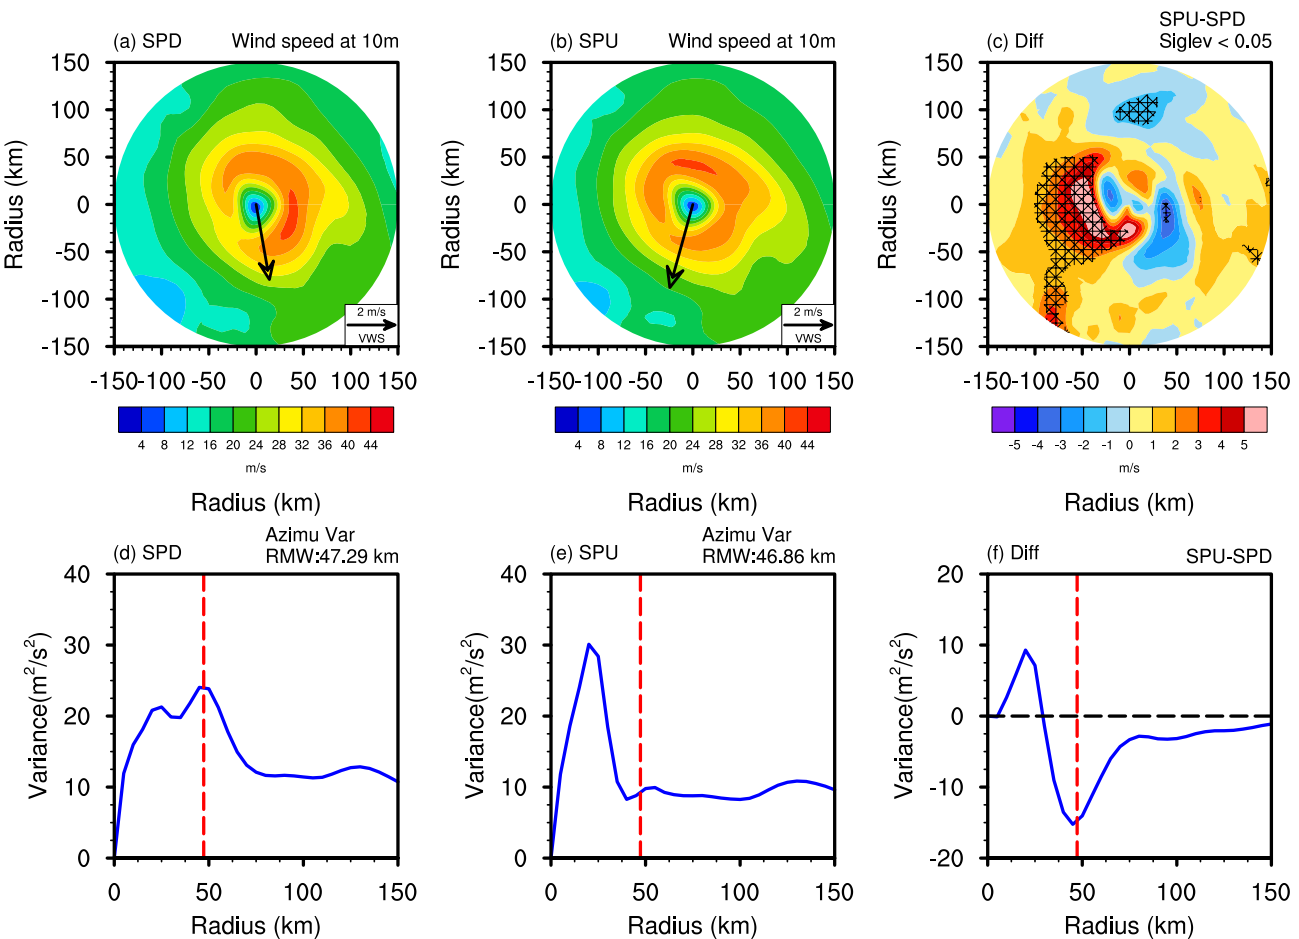 (a) SPD
Wind speed at 10m
150
100
50
0
-50
-100
-150
Radius (km)
2 m/s
VWS
-150 -100 -50 0 50 100 150
4 8 12 16 20 24 28 32 36 40 44
m/s
Radius (km)
(b) SPU
Wind speed at 10m
150
100
50
0
-50
-100
-150
Radius (km)
2 m/s
VWS
-150 -100 -50 0 50 100 150
4 8 12 16 20 24 28 32 36 40 44
m/s
Radius (km)
SPU-SPD
(c) Diff
Siglev < 0.05
150
100
50
0
-50
-100
-150
Radius (km)
-150 -100 -50 0 50 100 150
-5 -4 -3 -2 -1 0 1 2 3 4 5
m/s
Radius (km)
Azimu Var
(d) SPD
RMW:47.29 km
40
30
20
10
0
Variance(m²/s²)
0 50 100 150
Radius (km)
Azimu Var
(e) SPU
RMW:46.86 km
40
30
20
10
0
Variance(m²/s²)
0 50 100 150
Radius (km)
(f) Diff
SPU-SPD
20
10
0
-10
-20
Variance(m²/s²)
0 50 100 150
Radius (km)